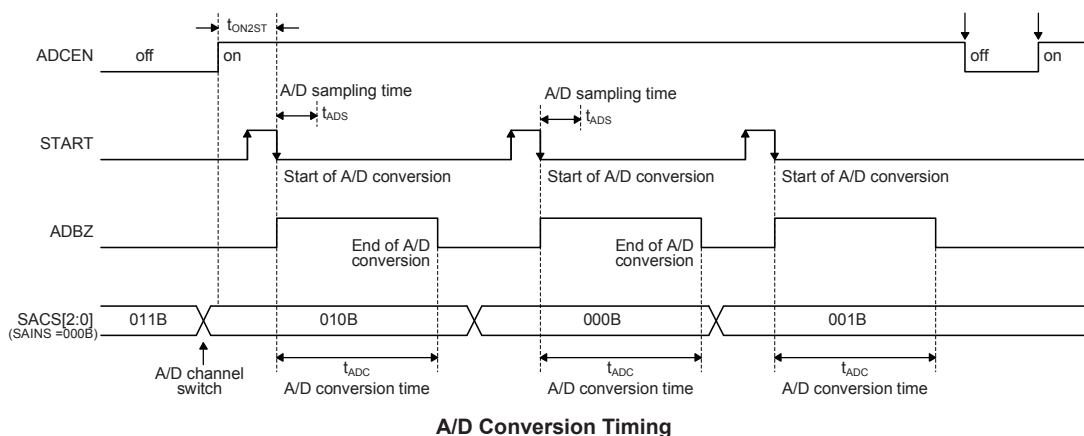 tON2ST
ADCEN off on off on
A/D sampling time A/D sampling time
tADS tADS
START
Start of A/D conversion Start of A/D conversion Start of A/D conversion
ADBZ End of A/D conversion End of A/D conversion
SACS[2:0] 011B 010B 000B 001B
(SAINS =000B)
A/D channel switch
tADC tADC tADC
A/D conversion time A/D conversion time A/D conversion time
A/D Conversion Timing